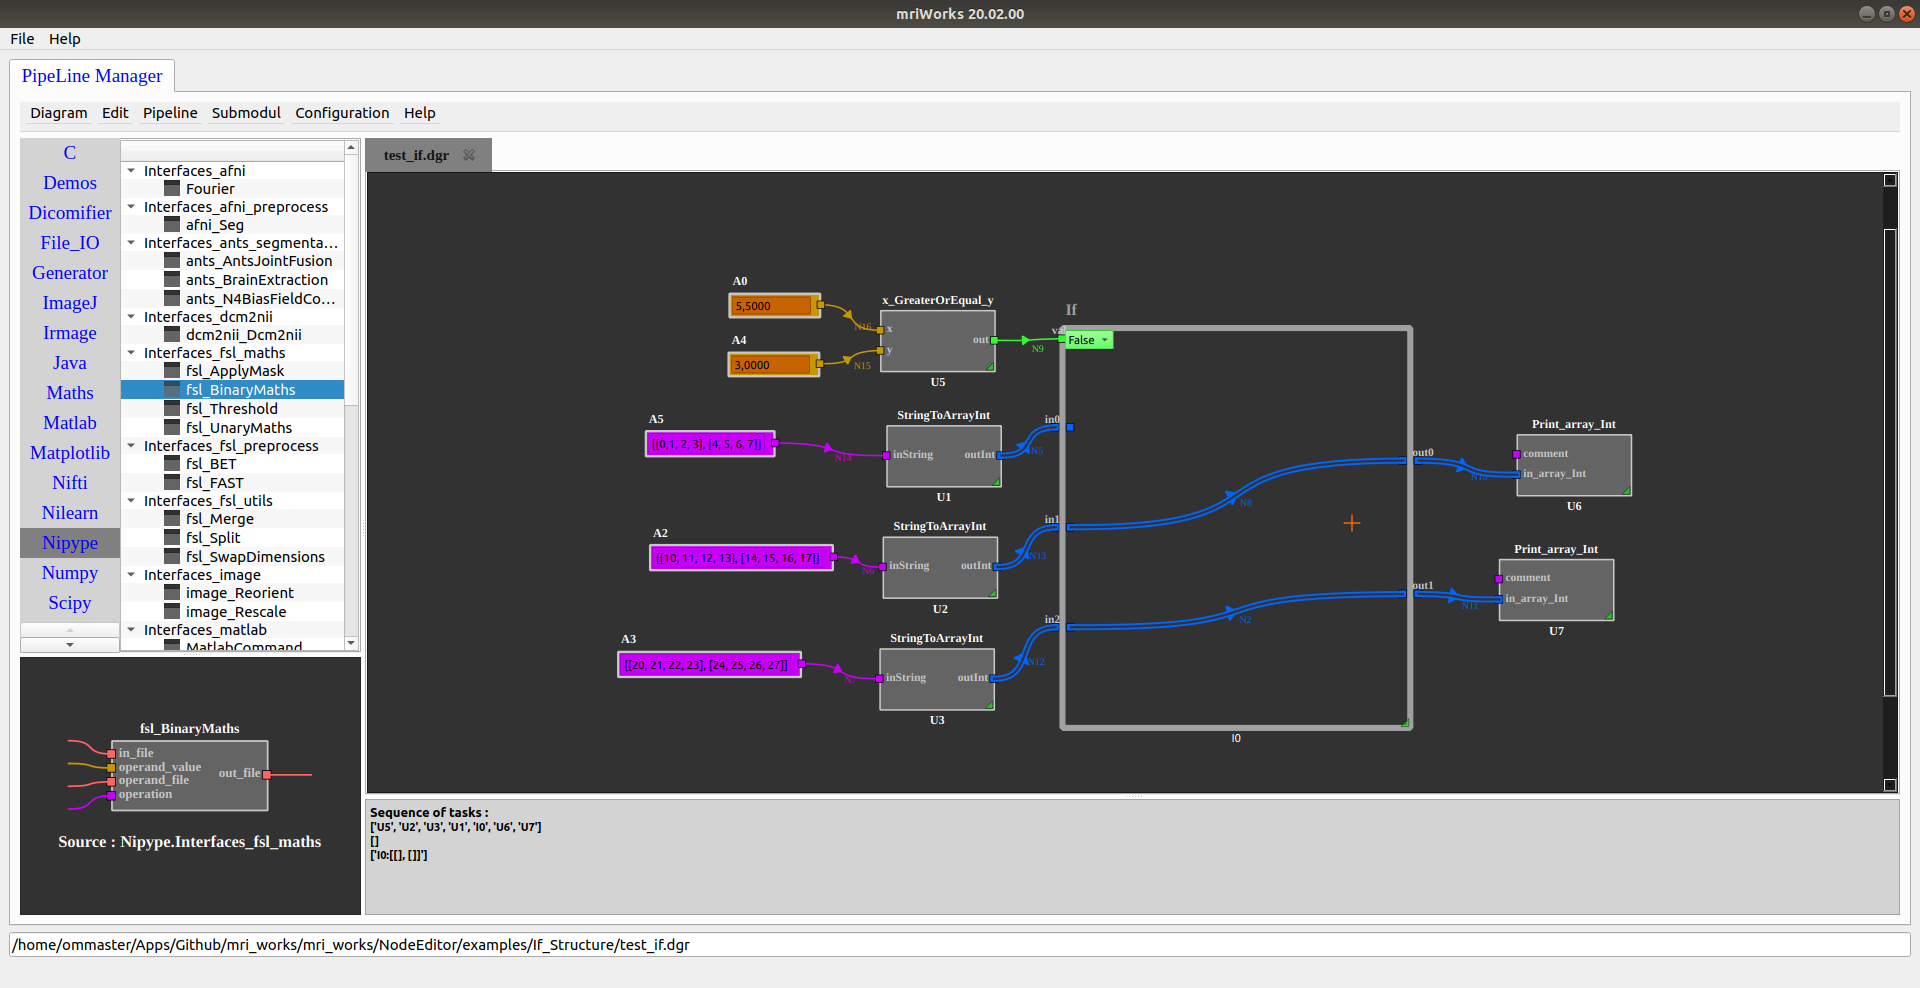 mriWorks 20.02.00
File Help
PipeLine Manager
Diagram Edit Pipeline Submodul Configuration Help
C
Demos
Dicomifier
File_IO
Generator
ImageJ
Irmage
Java
Maths
Matlab
Matplotlib
Nifti
Nilearn
Nipype
Numpy
Scipy
Interfaces_afni
Fourier
Interfaces_afni_preprocess
afni_Seg
Interfaces_ants_segmenta...
ants_AntsJointFusion
ants_BrainExtraction
ants_N4BiasFieldCo...
Interfaces_dcm2nii
dcm2nii_Dcm2nii
Interfaces_fsl_maths
fsl_ApplyMask
fsl_BinaryMaths
fsl_Threshold
fsl_UnaryMaths
Interfaces_fsl_preprocess
fsl_BET
fsl_FAST
Interfaces_fsl_utils
fsl_Merge
fsl_Split
fsl_SwapDimensions
Interfaces_image
image_Reorient
image_Rescale
Interfaces_matlab
MatlabCommand
test_if.dgr
A0
5,5000
N16
A4
3,0000
N15
x_GreaterOrEqual_y
x
y
out
U5
N9
If
va
False
A5
[[0,1, 2, 3], [4, 5, 6, 7]]
N14
StringToArrayInt
inString outInt
U1
N5
in0
A2
[[10, 11, 12, 13], [14, 15, 16, 17]]
N6
StringToArrayInt
inString outInt
U2
N13
in1
N8
A3
[[20, 21, 22, 23], [24, 25, 26, 27]]
StringToArrayInt
inString outInt
U3
N12
in2
N2
I0
out0
N10
Print_array_Int
comment
in_array_Int
U6
out1
N11
Print_array_Int
comment
in_array_Int
U7
fsl_BinaryMaths
in_file
operand_value
operand_file
operation
out_file
Source : Nipype.Interfaces_fsl_maths
Sequence of tasks :
['U5', 'U2', 'U3', 'U1', 'I0', 'U6', 'U7']
[]
['I0:[[], []]']
/home/ommaster/Apps/Github/mri_works/mri_works/NodeEditor/examples/If_Structure/test_if.dgr